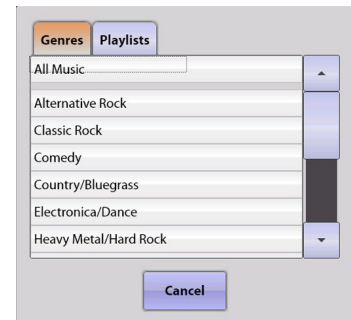 Genres Playlists
All Music
Alternative Rock
Classic Rock
Comedy
Country/Bluegrass
Electronica/Dance
Heavy Metal/Hard Rock
Cancel